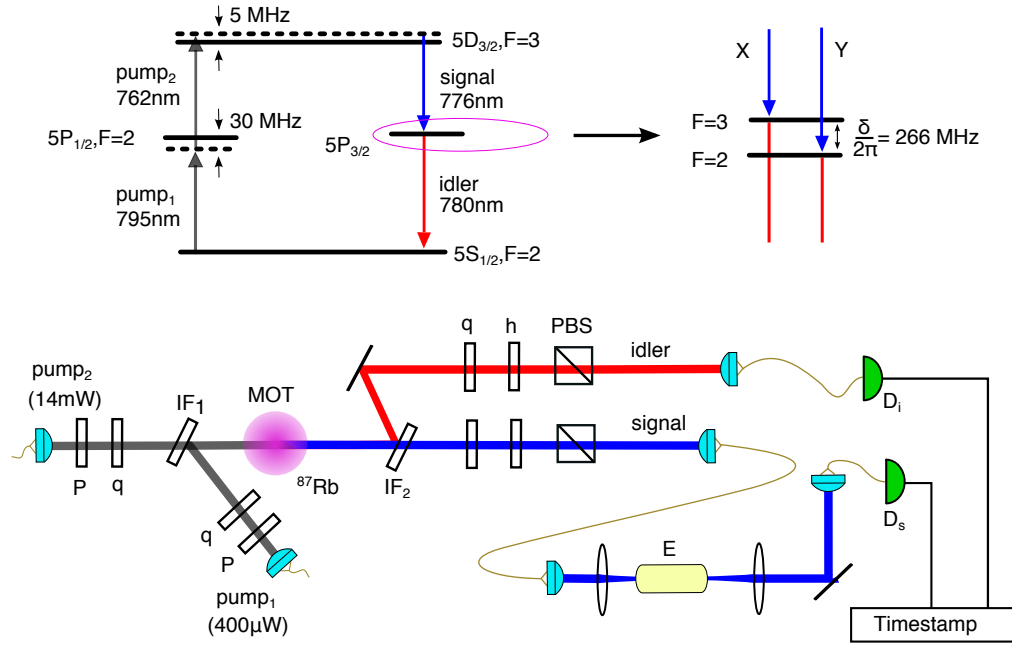 5 MHz
5D3/2,F=3
pump2
762nm
signal
776nm
30 MHz
5P1/2,F=2
5P3/2
pump1
795nm
idler
780nm
5S1/2,F=2
X
Y
F=3
F=2
δ
2π = 266 MHz
q
h
PBS
idler
pump2
(14mW)
IF1
MOT
Di
signal
P
q
87Rb
IF2
Ds
q
P
E
pump1
(400μW)
Timestamp